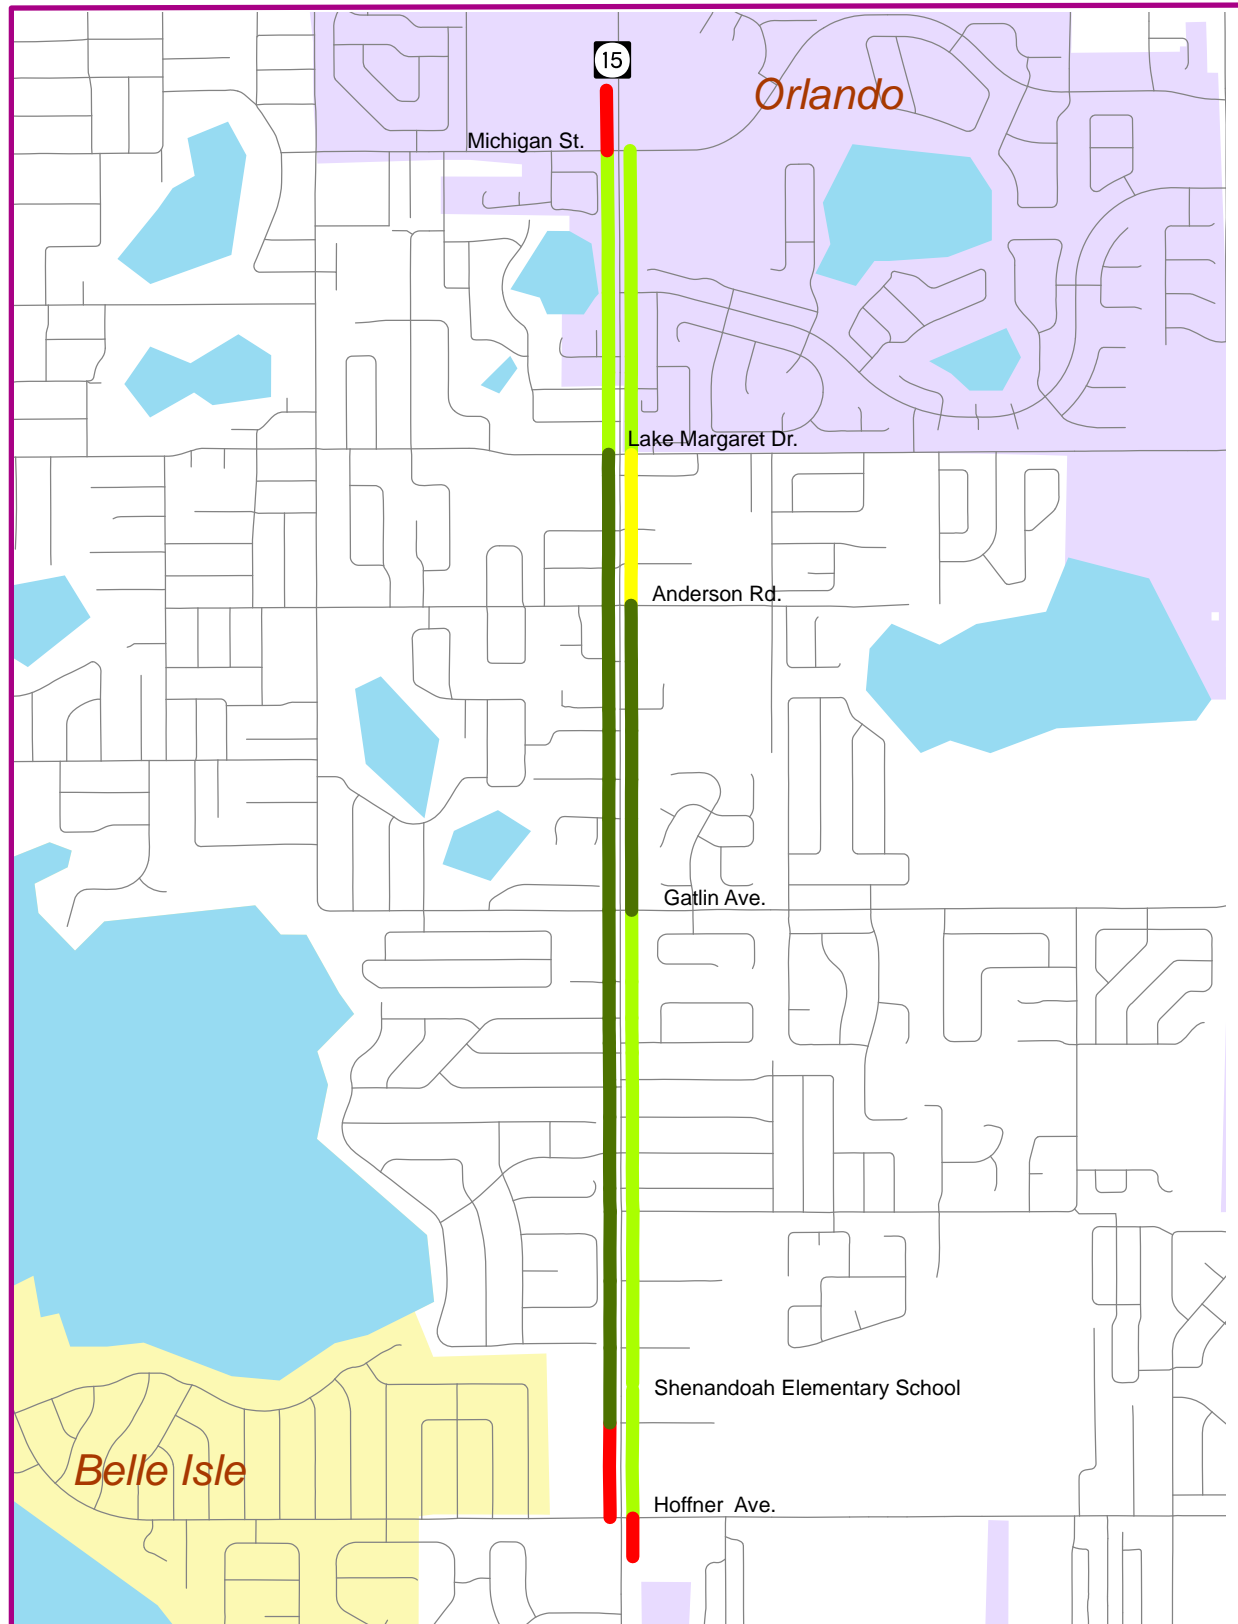 15
Orlando
Michigan St.
Lake Margaret Dr.
Anderson Rd.
Gatlin Ave.
Shenandoah Elementary School
Belle Isle
Hoffner Ave.